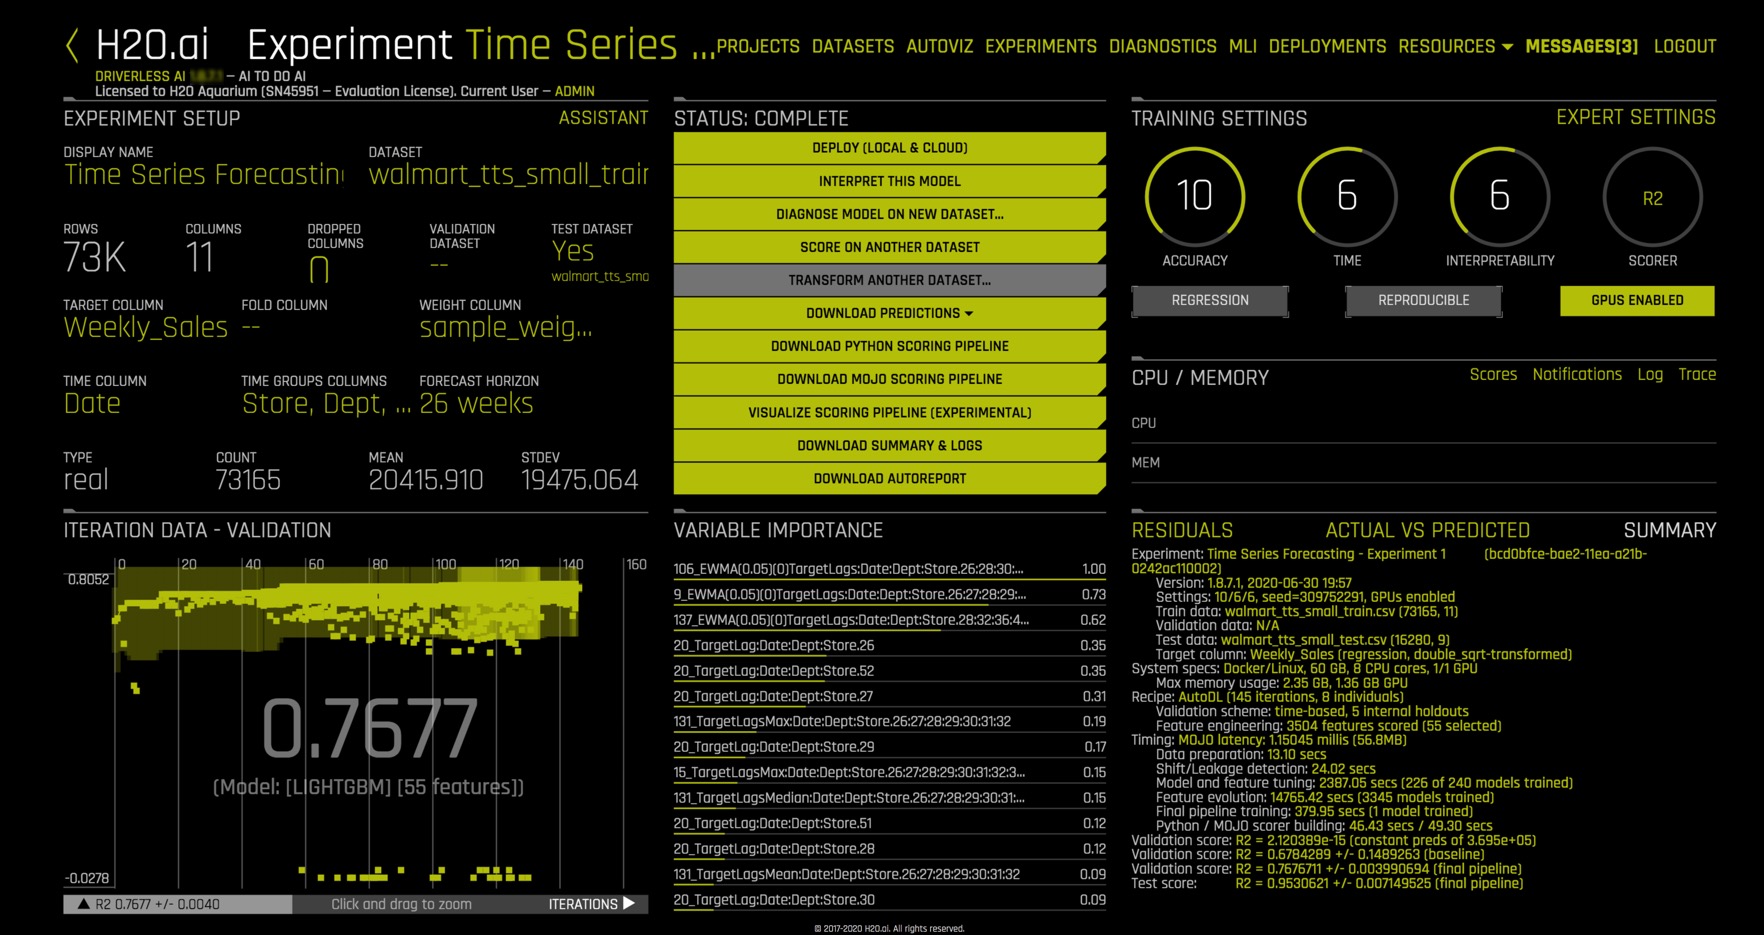 H2O.ai Experiment Time Series ...
PROJECTS DATASETS AUTOVIZ EXPERIMENTS DIAGNOSTICS MLI DEPLOYMENTS RESOURCES MESSAGES[3] LOGOUT
DRIVERLESS AI 1.8.7.1 – AI TO DO AI
Licensed to H2O Aquarium (SN45951 – Evaluation License). Current User – ADMIN
EXPERIMENT SETUP ASSISTANT
DISPLAY NAME DATASET
Time Series Forecastin walmart_tts_small_trair
ROWS COLUMNS DROPPED COLUMNS VALIDATION DATASET TEST DATASET
73K 11 -- Yes
walmart_tts_sma
TARGET COLUMN FOLD COLUMN WEIGHT COLUMN
Weekly_Sales -- sample_weig...
TIME COLUMN TIME GROUPS COLUMNS FORECAST HORIZON
Date Store, Dept, ... 26 weeks
TYPE COUNT MEAN STDEV
real 73165 20415.910 19475.064
STATUS: COMPLETE
DEPLOY (LOCAL & CLOUD)
INTERPRET THIS MODEL
DIAGNOSE MODEL ON NEW DATASET...
SCORE ON ANOTHER DATASET
TRANSFORM ANOTHER DATASET...
DOWNLOAD PREDICTIONS
DOWNLOAD PYTHON SCORING PIPELINE
DOWNLOAD MOJO SCORING PIPELINE
VISUALIZE SCORING PIPELINE (EXPERIMENTAL)
DOWNLOAD SUMMARY & LOGS
DOWNLOAD AUTOREPORT
TRAINING SETTINGS EXPERT SETTINGS
10 6 6 R2
ACCURACY TIME INTERPRETABILITY SCORER
REGRESSION REPRODUCIBLE GPUS ENABLED
CPU / MEMORY Scores Notifications Log Trace
CPU
MEM
ITERATION DATA - VALIDATION
0 20 40 60 80 100 120 140 160
0.8052
0.7677
(Model: [LIGHTGBM] [55 features])
-0.0278
R2 0.7677 +/- 0.0040 Click and drag to zoom ITERATIONS
VARIABLE IMPORTANCE
106_EWMA(0.05)(0)TargetLags:Date:Dept:Store.26:28:30:... 1.00
9_EWMA(0.05)(0)TargetLags:Date:Dept:Store.26:27:28:29:... 0.73
137_EWMA(0.05)(0)TargetLags:Date:Dept:Store.28:32:36:4... 0.62
20_TargetLag:Date:Dept:Store.26 0.35
20_TargetLag:Date:Dept:Store.52 0.35
20_TargetLag:Date:Dept:Store.27 0.31
131_TargetLagsMax:Date:Dept:Store.26:27:28:29:30:31:32 0.19
20_TargetLag:Date:Dept:Store.29 0.17
15_TargetLagsMax:Date:Dept:Store.26:27:28:29:30:31:32:3... 0.15
131_TargetLagsMedian:Date:Dept:Store.26:27:28:29:30:31:... 0.15
20_TargetLag:Date:Dept:Store.51 0.12
20_TargetLag:Date:Dept:Store.28 0.12
131_TargetLagsMean:Date:Dept:Store.26:27:28:29:30:31:32 0.09
20_TargetLag:Date:Dept:Store.30 0.09
RESIDUALS ACTUAL VS PREDICTED SUMMARY
Experiment: Time Series Forecasting - Experiment 1 (bcd0bfce-bae2-11ea-a21b-
0242ac110002)
Version: 1.8.7.1, 2020-06-30 19:57
Settings: 10/6/6, seed=309752291, GPUs enabled
Train data: walmart_tts_small_train.csv (73165, 11)
Validation data: N/A
Test data: walmart_tts_small_test.csv (16280, 9)
Target column: Weekly_Sales (regression, double_sqrt-transformed)
System specs: Docker/Linux, 60 GB, 8 CPU cores, 1/1 GPU
Max memory usage: 2.35 GB, 1.36 GB GPU
Recipe: AutoDL (145 iterations, 8 individuals)
Validation scheme: time-based, 5 internal holdouts
Feature engineering: 3504 features scored (55 selected)
Timing: MOJO latency: 1.15045 millis (56.8MB)
Data preparation: 13.10 secs
Shift/Leakage detection: 24.02 secs
Model and feature tuning: 2387.05 secs (226 of 240 models trained)
Feature evolution: 14765.42 secs (3345 models trained)
Final pipeline training: 379.95 secs (1 model trained)
Python / MOJO scorer building: 46.43 secs / 49.30 secs
Validation score: R2 = 2.120389e-15 (constant preds of 3.695e+05)
Validation score: R2 = 0.6784289 +/- 0.1489263 (baseline)
Validation score: R2 = 0.7676711 +/- 0.003990694 (final pipeline)
Test score: R2 = 0.9530621 +/- 0.007149525 (final pipeline)
© 2017-2020 H2O.ai. All rights reserved.